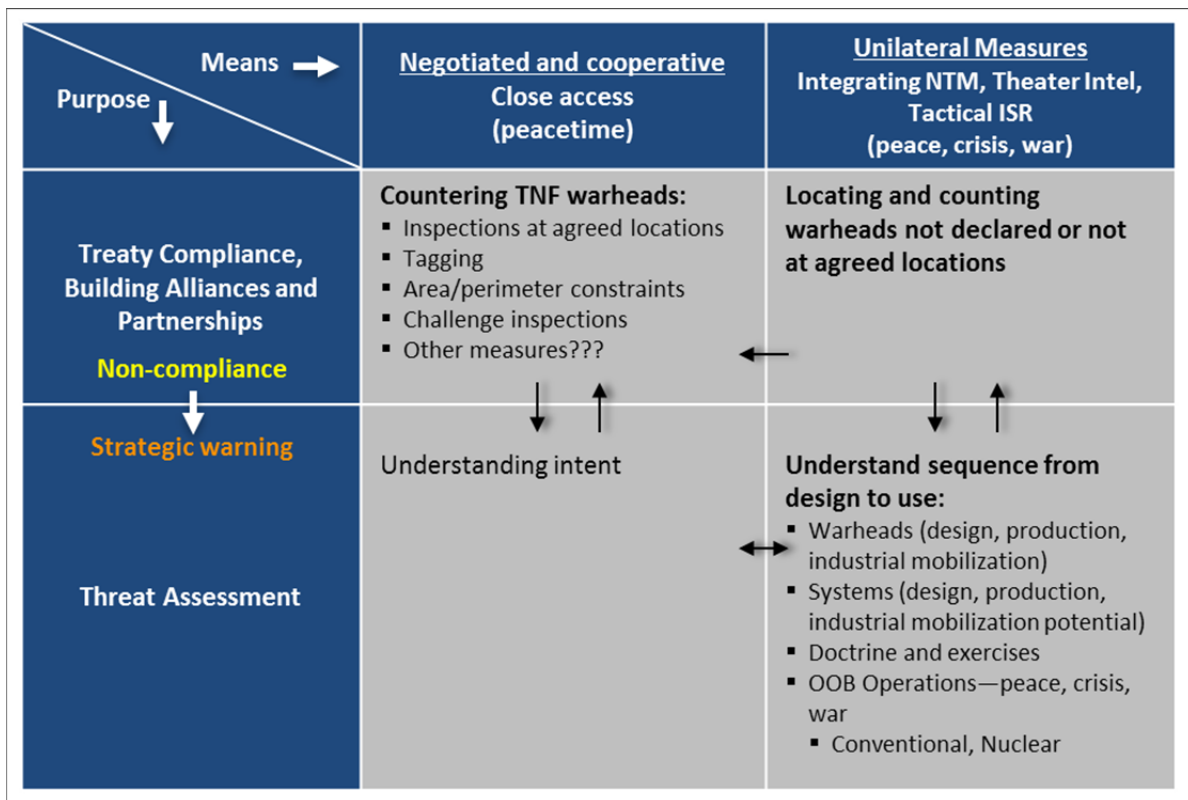 Means
Purpose
Negotiated and cooperative
Close access
(peacetime)
Unilateral Measures
Integrating NTM, Theater Intel,
Tactical ISR
(peace, crisis, war)
Treaty Compliance,
Building Alliances and
Partnerships
Non-compliance
Countering TNF warheads:
▪ Inspections at agreed locations
▪ Tagging
▪ Area/perimeter constraints
▪ Challenge inspections
▪ Other measures???
Locating and counting
warheads not declared or not
at agreed locations
Strategic warning
Threat Assessment
Understanding intent
Understand sequence from
design to use:
▪ Warheads (design, production,
industrial mobilization)
▪ Systems (design, production,
industrial mobilization potential)
▪ Doctrine and exercises
▪ OOB Operations—peace, crisis,
war
▪ Conventional, Nuclear